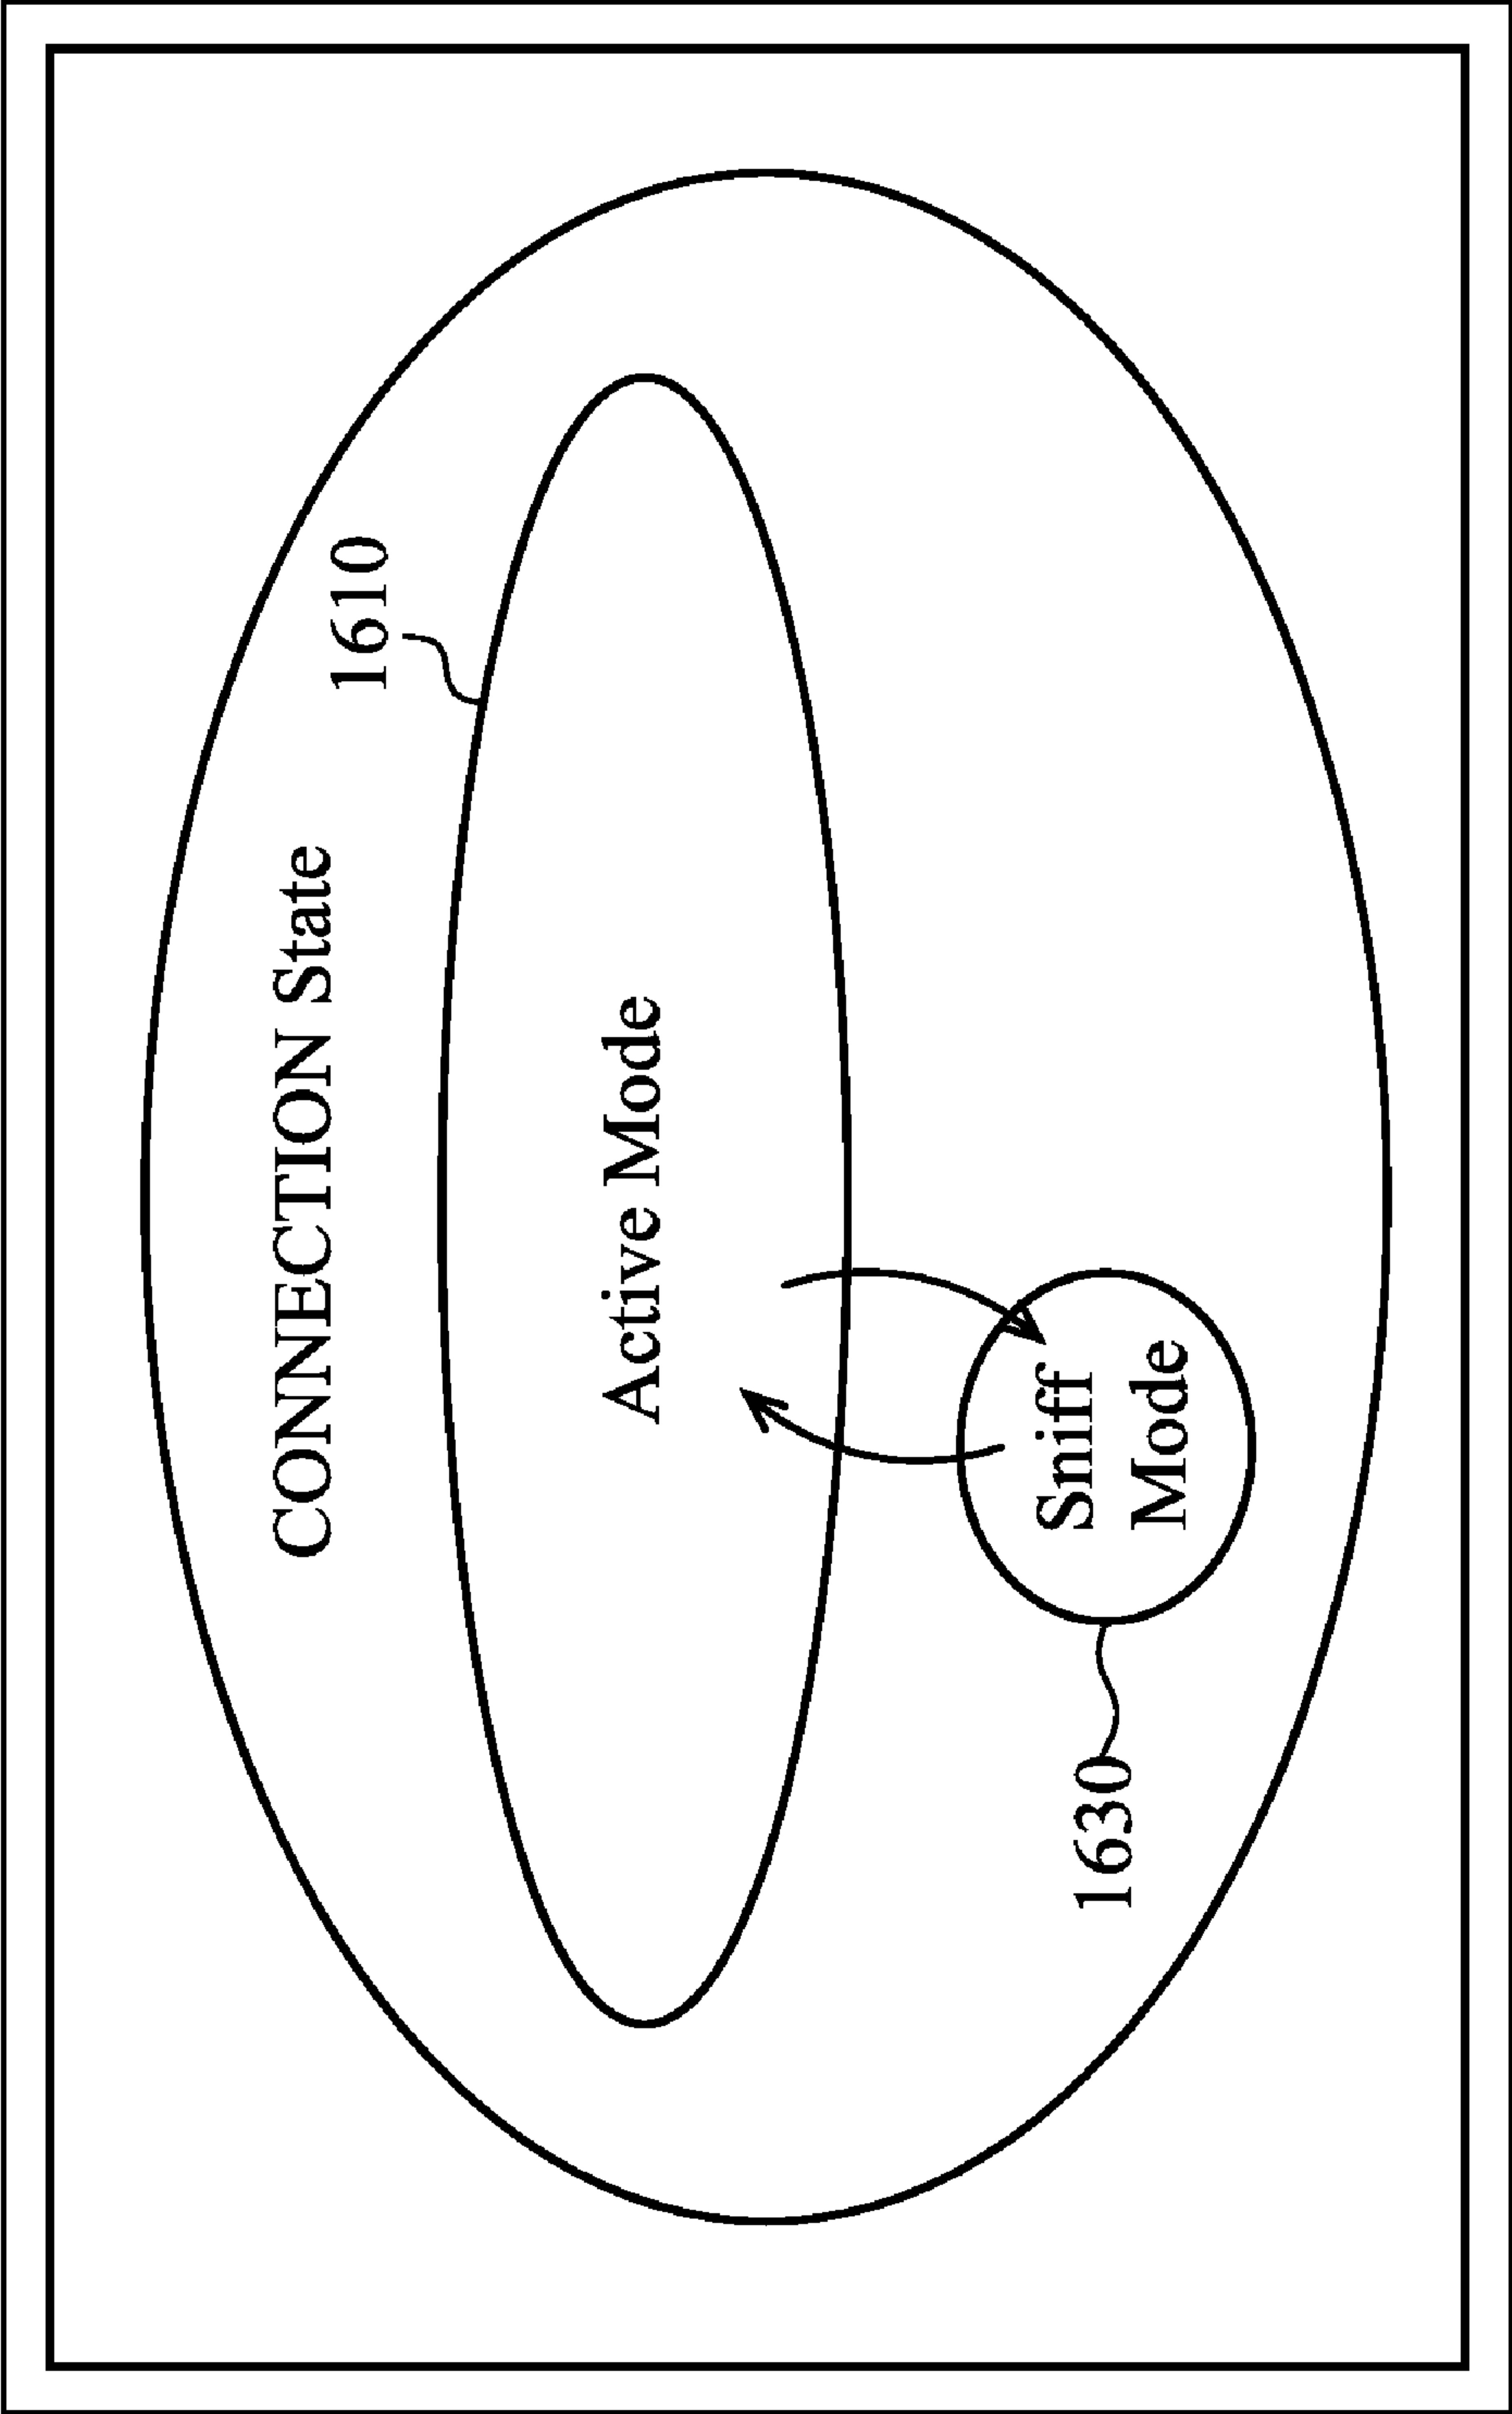 CONNECTION State
1610
Active Mode
Sniff
Mode
1630